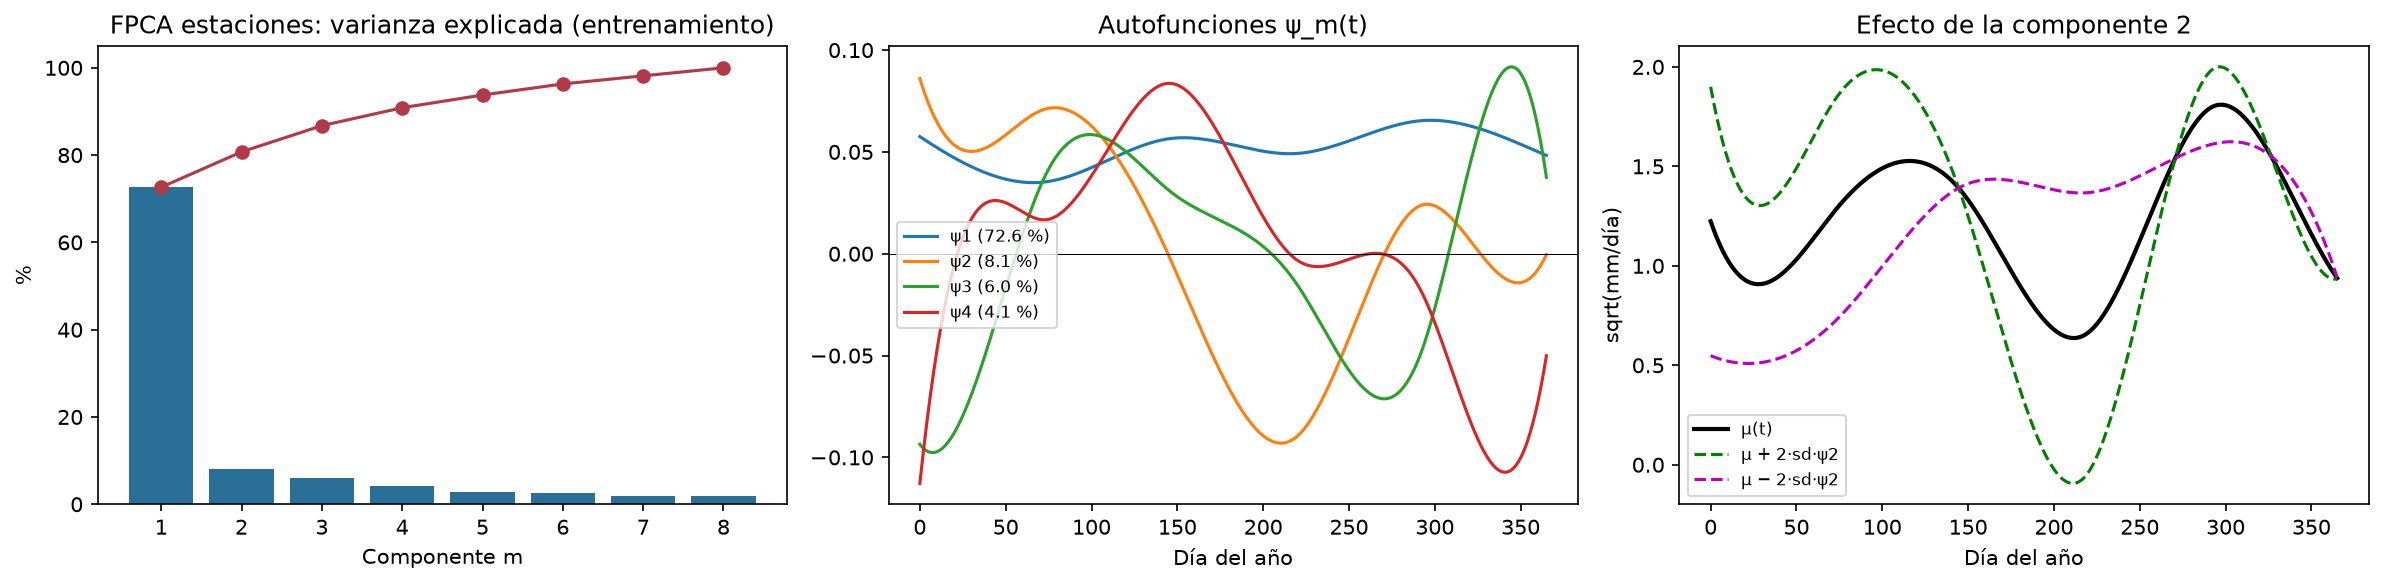 FPCA estaciones: varianza explicada (entrenamiento)
100
80
60
40
20
0
%
1 2 3 4 5 6 7 8
Componente m
Autofunciones ψ_m(t)
0.10
0.05
0.00
−0.05
−0.10
ψ1 (72.6 %)
ψ2 (8.1 %)
ψ3 (6.0 %)
ψ4 (4.1 %)
0 50 100 150 200 250 300 350
Día del año
Efecto de la componente 2
2.0
1.5
1.0
0.5
0.0
sqrt(mm/día)
μ(t)
μ + 2·sd·ψ2
μ − 2·sd·ψ2
0 50 100 150 200 250 300 350
Día del año